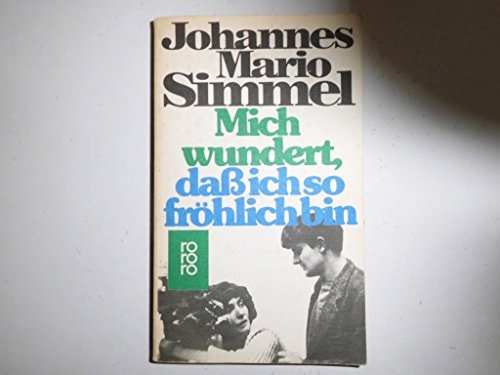 Johannes
Mario
Simmel
Mich
wundert,
daß ich so
fröhlich bin
ro
ro
ro